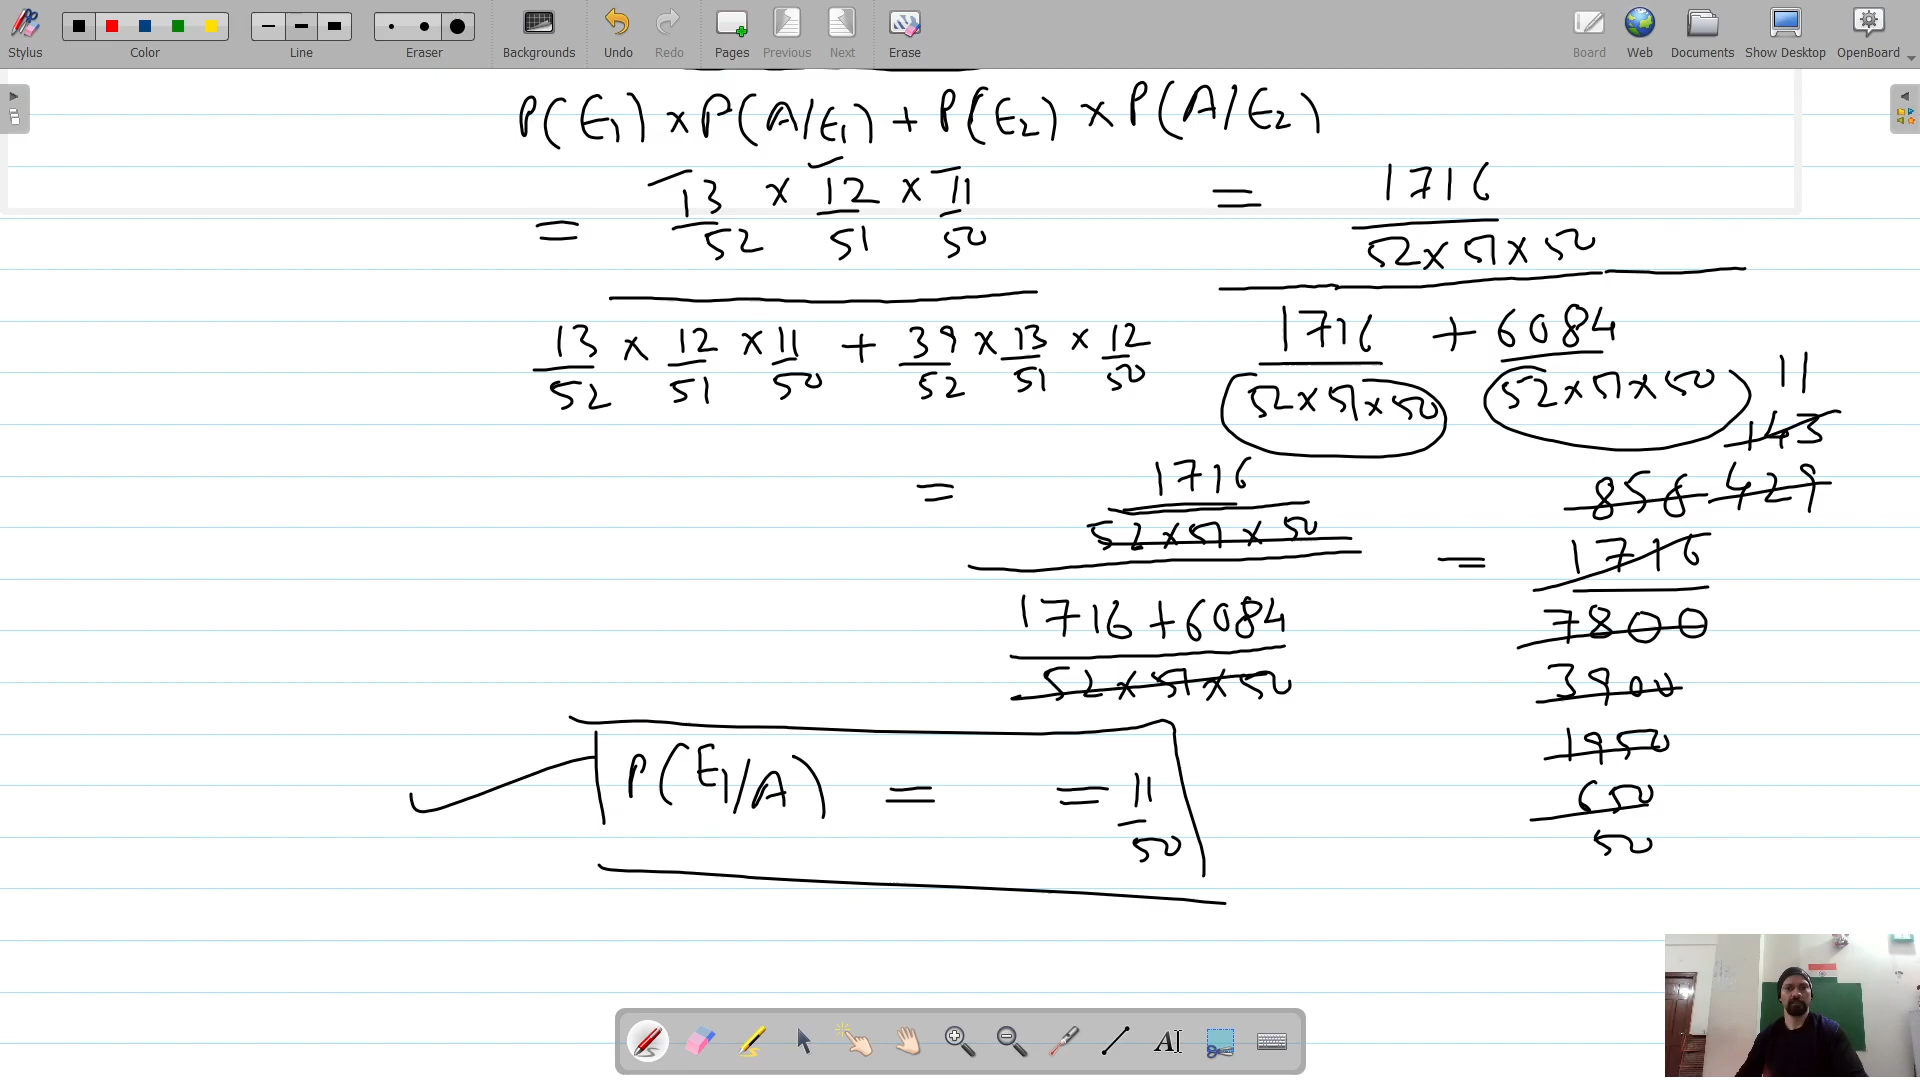 Stylus Color Line Eraser Backgrounds Undo Redo Pages Previous Next Erase Board Web Documents Show Desktop OpenBoard
P(E1) x P(A/E1) + P(E2) x P(A/E2)
= 13/52 x 12/51 x 11/50
13/52 x 12/51 x 11/50 + 39/52 x 13/51 x 12/50
= 1716
52 x 51 x 50
1716 + 6084
52 x 51 x 50 52 x 51 x 50
= 1716
52 x 51 x 50
1716 + 6084
52 x 51 x 50
11
143
858 429
= 1716
7800
3900
1950
650
50
P(E1/A) = = 11/50